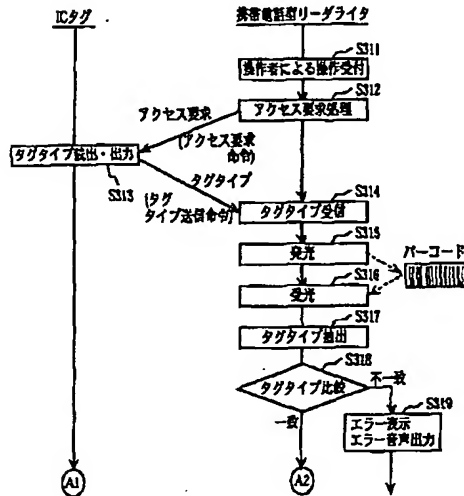 ICタグ
携帯電話型リーダライタ
S311
操作者による操作受付
S312
アクセス要求
アクセス要求処理
(アクセス要求
命令)
タグタイプ抽出・出力
S313
タグタイプ
(タグ
タイプ送信命令)
S314
タグタイプ受信
S315
発光
バーコード
S316
受光
S317
タグタイプ抽出
S318
タグタイプ比較
不一致
一致
S319
エラー表示
エラー音声出力
A1
A2